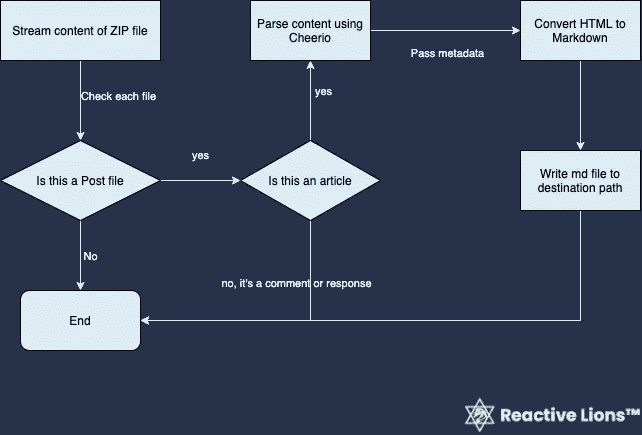 Stream content of ZIP file
Parse content using
Cheerio
Pass metadata
Convert HTML to
Markdown
Check each file
yes
Is this a Post file
yes
Is this an article
Write md file to
destination path
No
no, it's a comment or response
End
Reactive Lions™